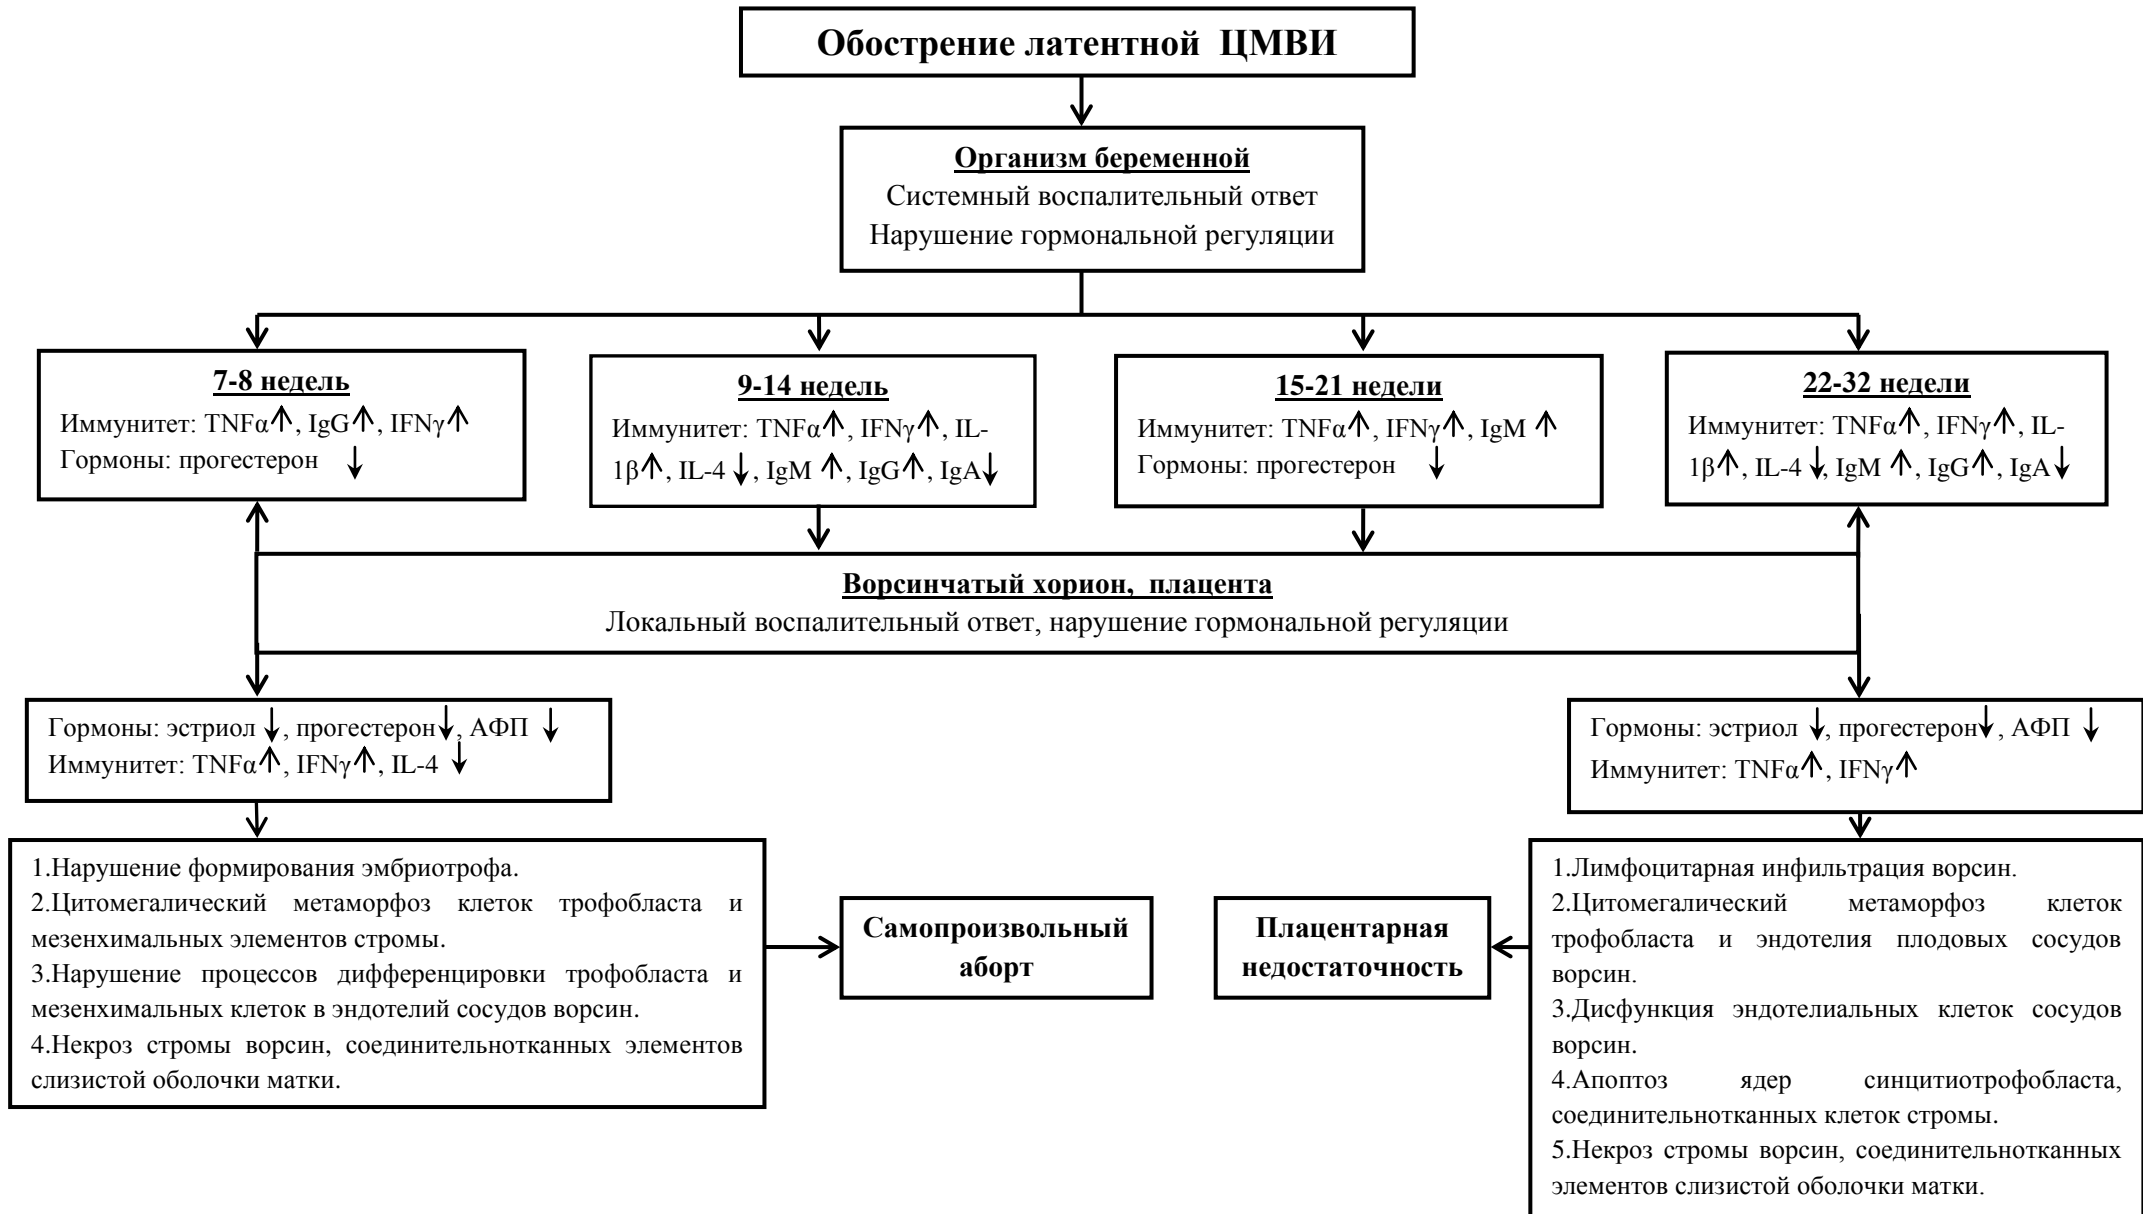 Обострение латентной ЦМВИ
Организм беременной
Системный воспалительный ответ
Нарушение гормональной регуляции
7-8 недель
Иммунитет: TNFα↑, IgG↑, IFNγ↑
Гормоны: прогестерон ↓
9-14 недель
Иммунитет: TNFα↑, IFNγ↑, IL-
1β↑, IL-4 ↓, IgM ↑, IgG↑, IgA↓
15-21 недели
Иммунитет: TNFα↑, IFNγ↑, IgM ↑
Гормоны: прогестерон ↓
22-32 недели
Иммунитет: TNFα↑, IFNγ↑, IL-
1β↑, IL-4 ↓, IgM ↑, IgG↑, IgA↓
Ворсинчатый хорион, плацента
Локальный воспалительный ответ, нарушение гормональной регуляции
Гормоны: эстриол ↓, прогестерон↓, АФП ↓
Иммунитет: TNFα↑, IFNγ↑, IL-4 ↓
Гормоны: эстриол ↓, прогестерон↓, АФП ↓
Иммунитет: TNFα↑, IFNγ↑
1.Нарушение формирования эмбриотрофа.
2.Цитомегалический метаморфоз клеток трофобласта и
мезенхимальных элементов стромы.
3.Нарушение процессов дифференцировки трофобласта и
мезенхимальных клеток в эндотелий сосудов ворсин.
4.Некроз стромы ворсин, соединительнотканных элементов
слизистой оболочки матки.
Самопроизвольный
аборт
Плацентарная
недостаточность
1.Лимфоцитарная инфильтрация ворсин.
2.Цитомегалический метаморфоз клеток
трофобласта и эндотелия плодовых сосудов
ворсин.
3.Дисфункция эндотелиальных клеток сосудов
ворсин.
4.Апоптоз ядер синцитиотрофобласта,
соединительнотканных клеток стромы.
5.Некроз стромы ворсин, соединительнотканных
элементов слизистой оболочки матки.